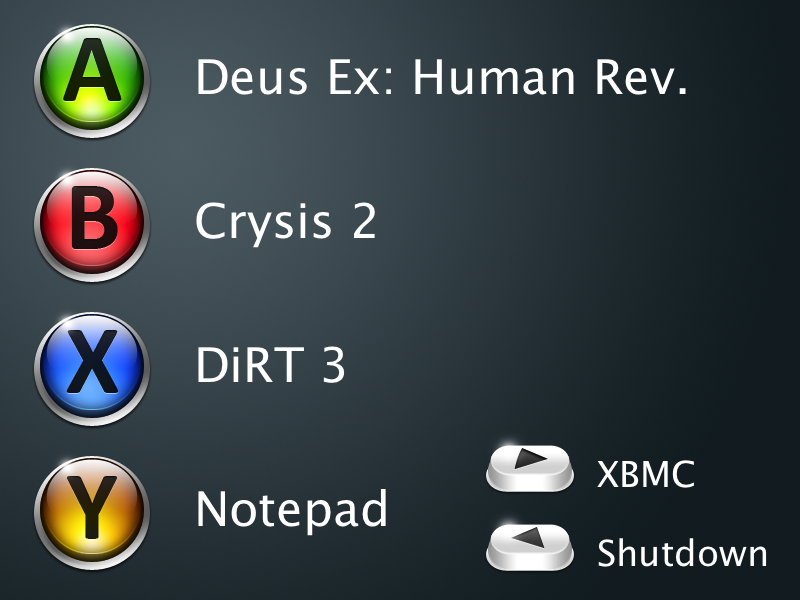 A Deus Ex: Human Rev.
B Crysis 2
X DiRT 3
Y Notepad
XBMC
Shutdown